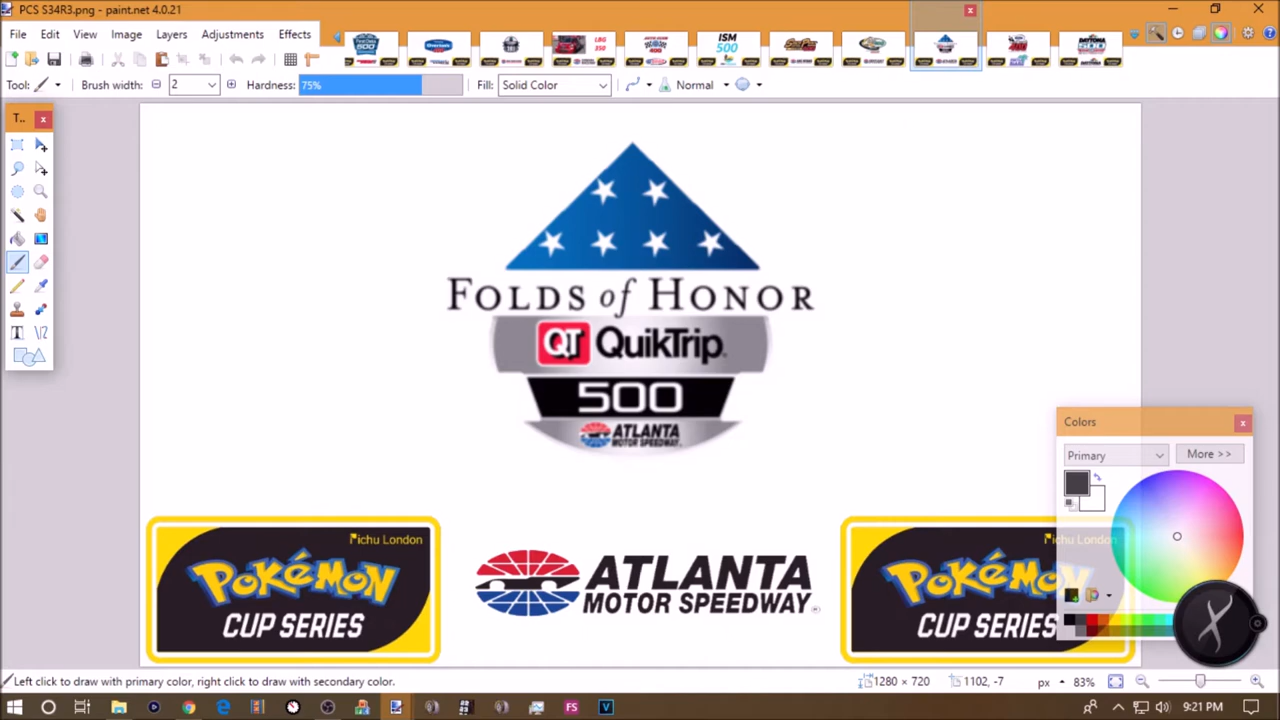 PCS S34R3.png - paint.net 4.0.21
File Edit View Image Layers Adjustments Effects
ISM
500
Tool: Brush width: 2 Hardness: 75% Fill: Solid Color Normal
T..
FOLDS of HONOR
QT QuikTrip
500
ATLANTA
MOTOR SPEEDWAY
Colors
Primary More >>
Pichu London
POKéMON
CUP SERIES
ATLANTA
MOTOR SPEEDWAY®
Pichu London
POKéMON
CUP SERIES
Left click to draw with primary color, right click to draw with secondary color. 1280 × 720 1102, -7 px 83%
FS V 9:21 PM